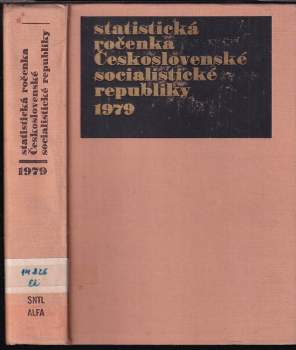 statistická
ročenka
Československé
socialistické
republiky
1979
statistická ročenka
Československé
socialistické republiky
1979
SNTL
ALFA